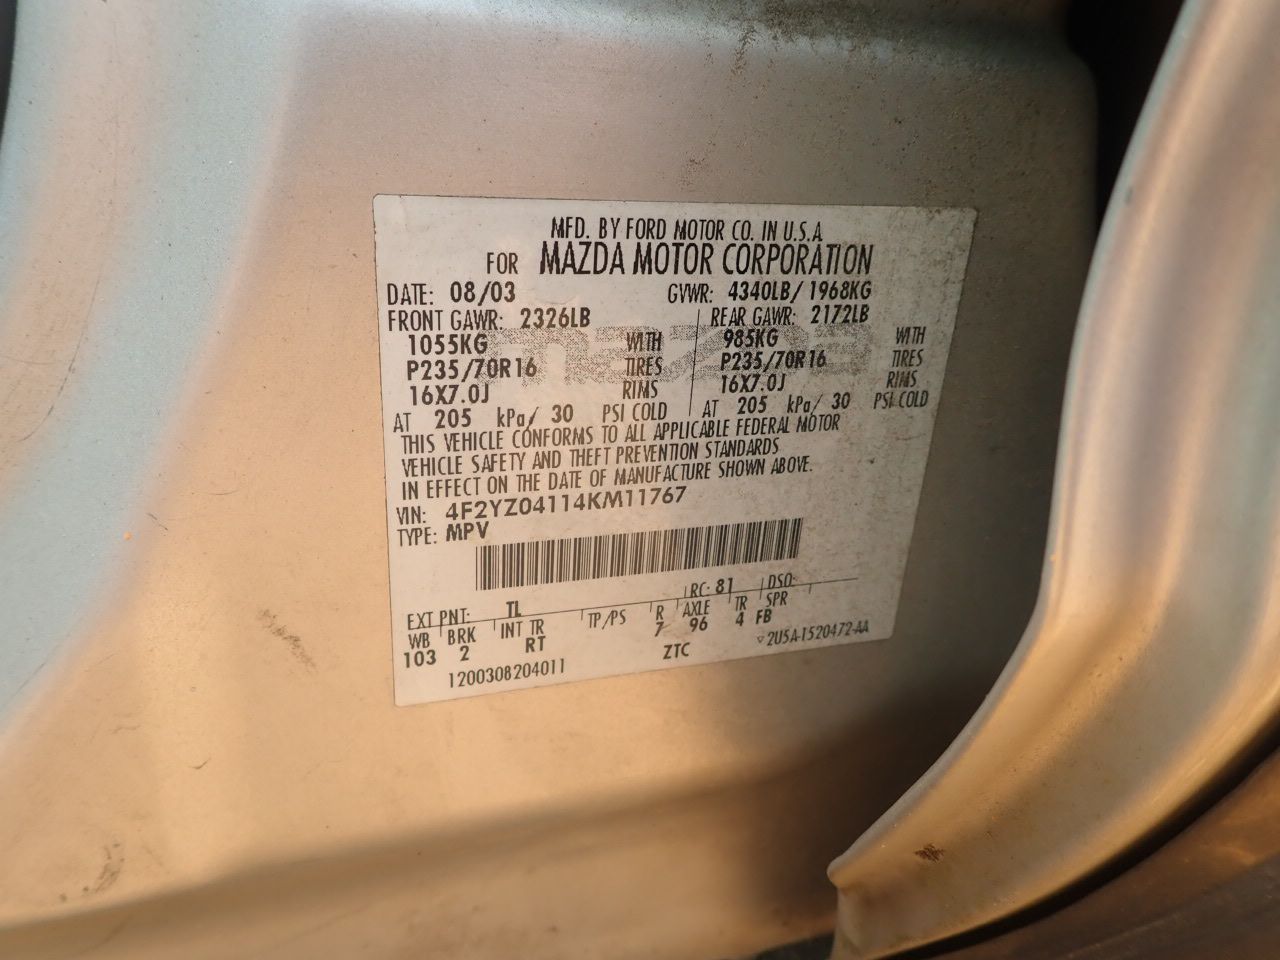 MFD. BY FORD MOTOR CO. IN U.S.A
FOR MAZDA MOTOR CORPORATION
DATE: 08/03 GVWR: 4340LB/ 1968KG
FRONT GAWR: 2326LB REAR GAWR: 2172LB
1055KG WITH 985KG WITH
P235/70R16 TIRES P235/70R16 TIRES
16X7.0J RIMS 16X7.0J RIMS
AT 205 kPa/ 30 PSI COLD AT 205 kPa/ 30 PSI COLD
THIS VEHICLE CONFORMS TO ALL APPLICABLE FEDERAL MOTOR
VEHICLE SAFETY AND THEFT PREVENTION STANDARDS
IN EFFECT ON THE DATE OF MANUFACTURE SHOWN ABOVE.
VIN: 4F2YZ04114KM11767
TYPE: MPV
EXT PNT: TL RC: 81 DSO:
WB BRK INT TR TP/PS R AXLE TR SPR
103 2 RT 7 96 4 FB
1200308204011 ZTC 2U5A-1520472-AA